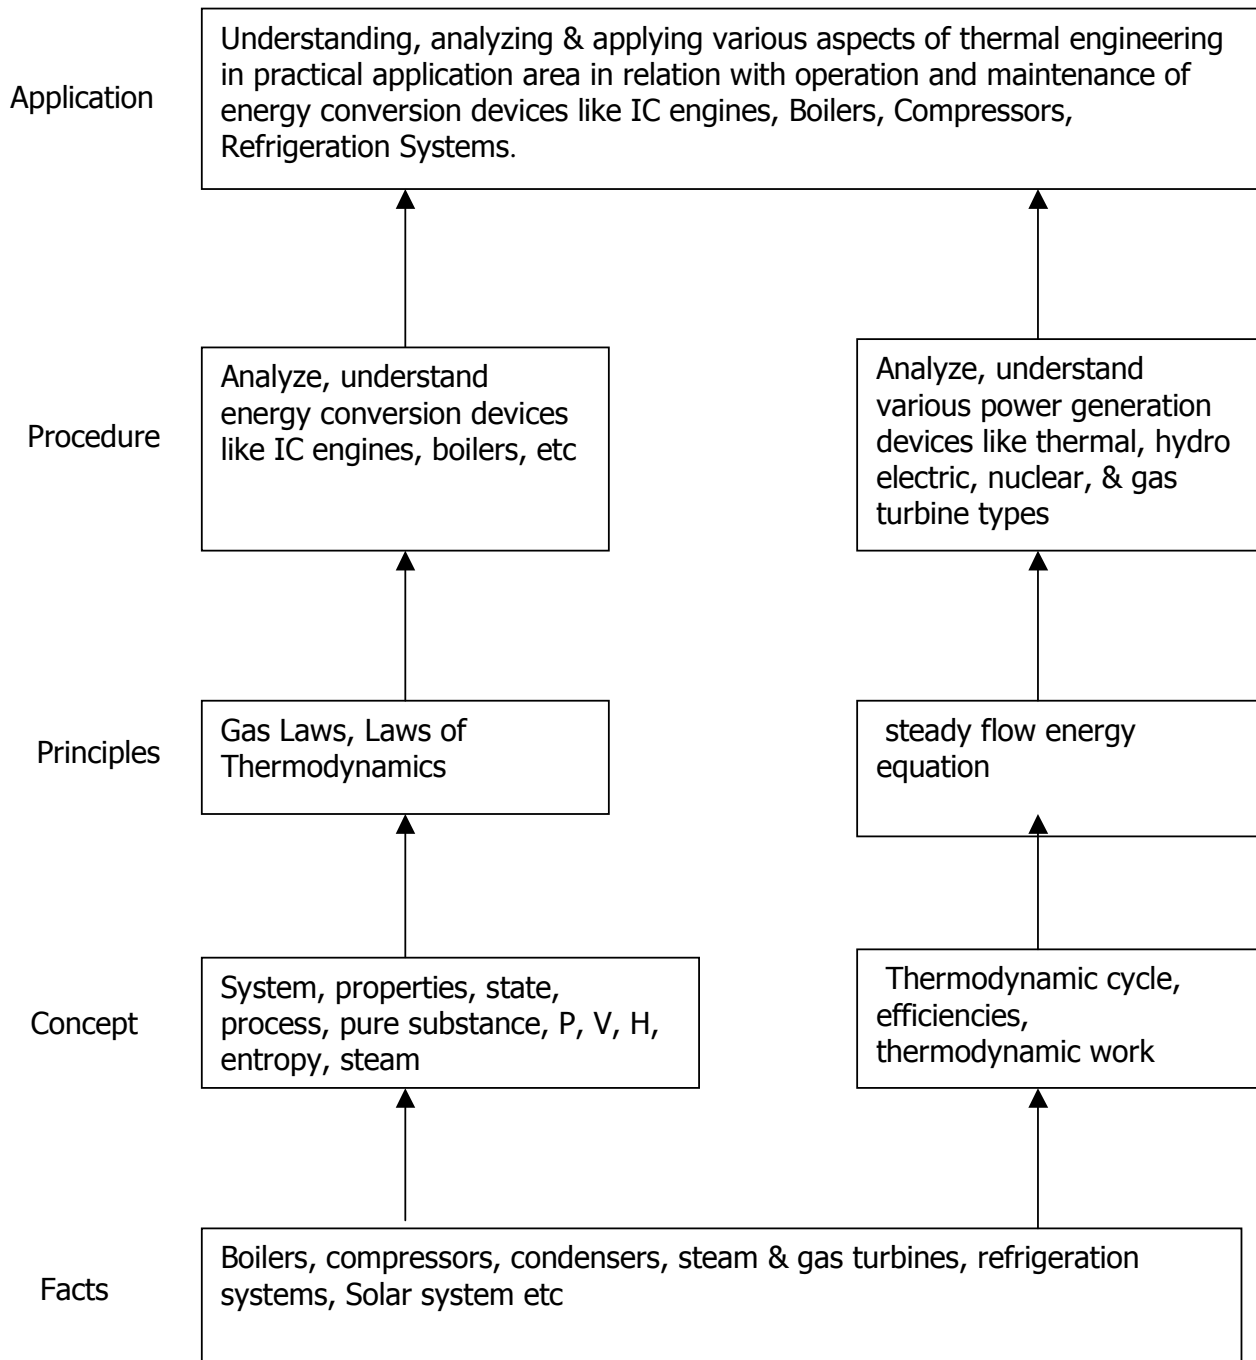 Application
Understanding, analyzing & applying various aspects of thermal engineering
in practical application area in relation with operation and maintenance of
energy conversion devices like IC engines, Boilers, Compressors,
Refrigeration Systems.
Procedure
Analyze, understand
energy conversion devices
like IC engines, boilers, etc
Analyze, understand
various power generation
devices like thermal, hydro
electric, nuclear, & gas
turbine types
Principles
Gas Laws, Laws of
Thermodynamics
steady flow energy
equation
Concept
System, properties, state,
process, pure substance, P, V, H,
entropy, steam
Thermodynamic cycle,
efficiencies,
thermodynamic work
Facts
Boilers, compressors, condensers, steam & gas turbines, refrigeration
systems, Solar system etc